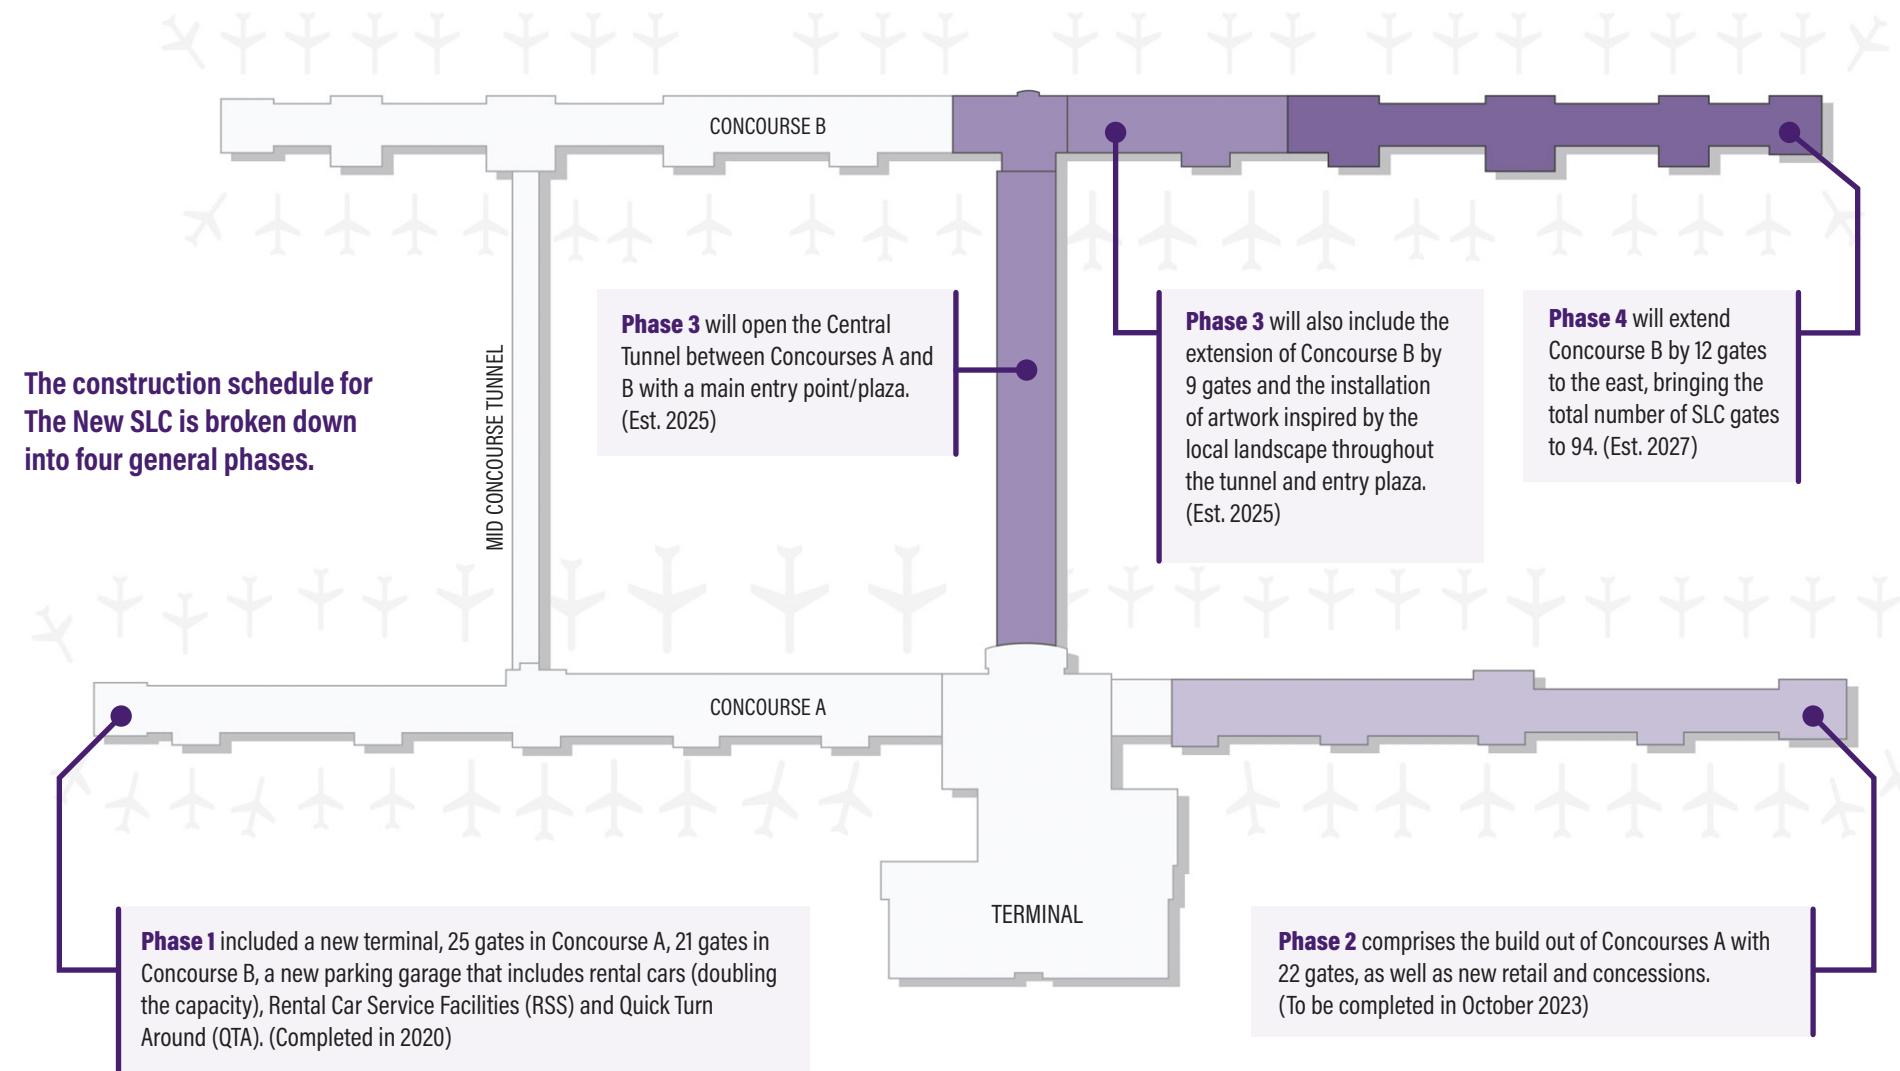 CONCOURSE B
The construction schedule for
The New SLC is broken down
into four general phases.
MID CONCOURSE TUNNEL
Phase 3 will open the Central
Tunnel between Concourses A and
B with a main entry point/plaza.
(Est. 2025)
Phase 3 will also include the
extension of Concourse B by
9 gates and the installation
of artwork inspired by the
local landscape throughout
the tunnel and entry plaza.
(Est. 2025)
Phase 4 will extend
Concourse B by 12 gates
to the east, bringing the
total number of SLC gates
to 94. (Est. 2027)
CONCOURSE A
TERMINAL
Phase 1 included a new terminal, 25 gates in Concourse A, 21 gates in
Concourse B, a new parking garage that includes rental cars (doubling
the capacity), Rental Car Service Facilities (RSS) and Quick Turn
Around (QTA). (Completed in 2020)
Phase 2 comprises the build out of Concourses A with
22 gates, as well as new retail and concessions.
(To be completed in October 2023)